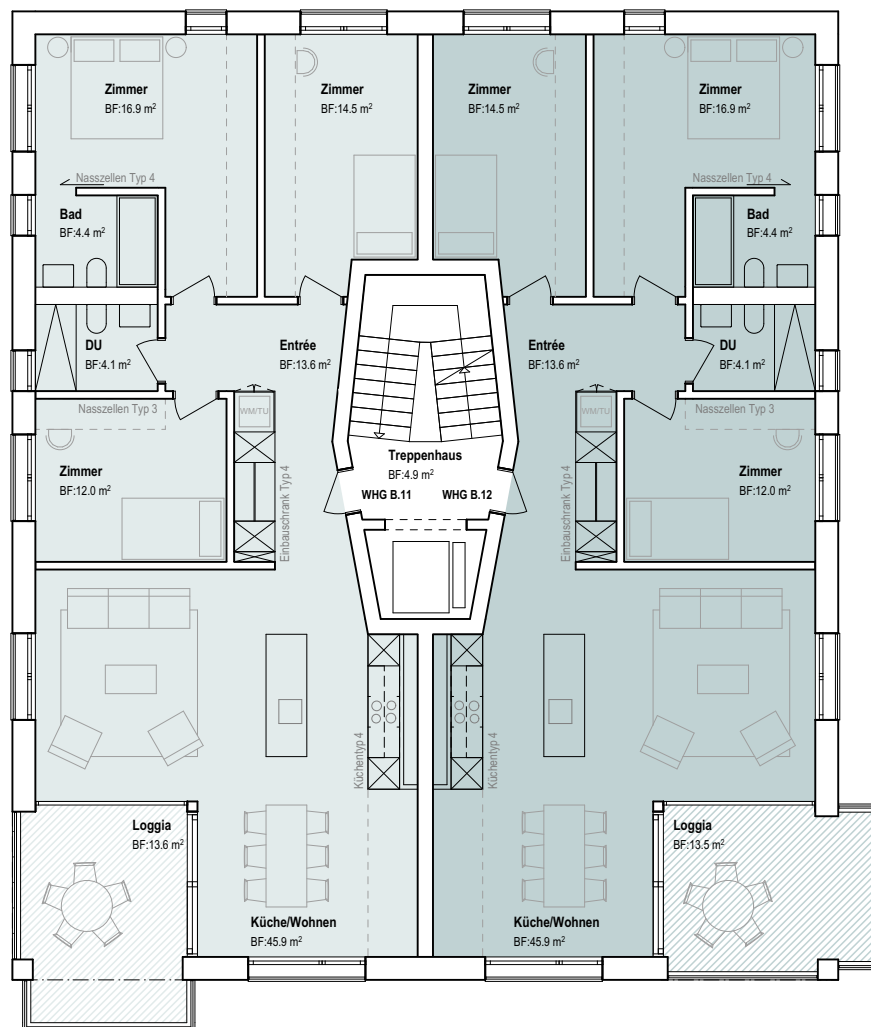 Zimmer
BF:16.9 m²
Zimmer
BF:14.5 m²
Zimmer
BF:14.5 m²
Zimmer
BF:16.9 m²
Nasszellen Typ 4
Nasszellen Typ 4
Bad
BF:4.4 m²
Bad
BF:4.4 m²
DU
BF:4.1 m²
Entrée
BF:13.6 m²
Entrée
BF:13.6 m²
DU
BF:4.1 m²
Nasszellen Typ 3
WM/TU
WM/TU
Nasszellen Typ 3
Zimmer
BF:12.0 m²
Einbauschrank Typ 4
Treppenhaus
BF:4.9 m²
WHG B.11
WHG B.12
Einbauschrank Typ 4
Zimmer
BF:12.0 m²
Küchentyp 4
Küchentyp 4
Loggia
BF:13.6 m²
Loggia
BF:13.5 m²
Küche/Wohnen
BF:45.9 m²
Küche/Wohnen
BF:45.9 m²